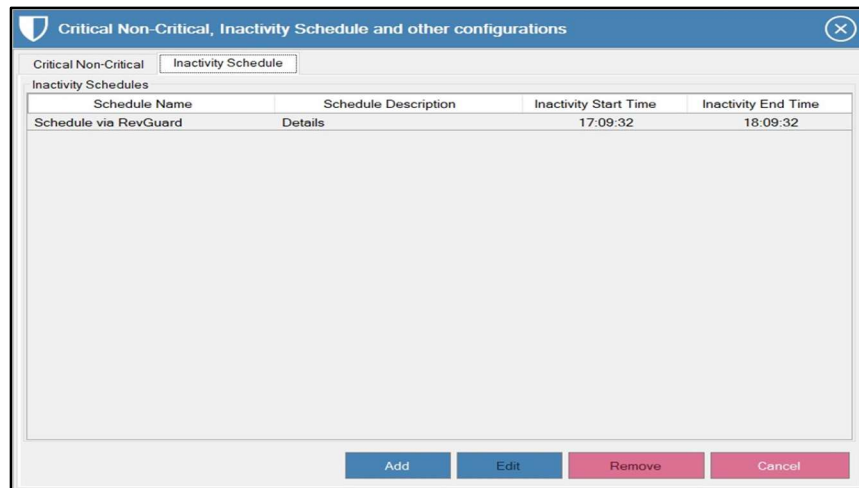 Critical Non-Critical, Inactivity Schedule and other configurations
Critical Non-Critical Inactivity Schedule
Inactivity Schedules
Schedule Name Schedule Description Inactivity Start Time Inactivity End Time
Schedule via RevGuard Details 17:09:32 18:09:32
Add Edit Remove Cancel